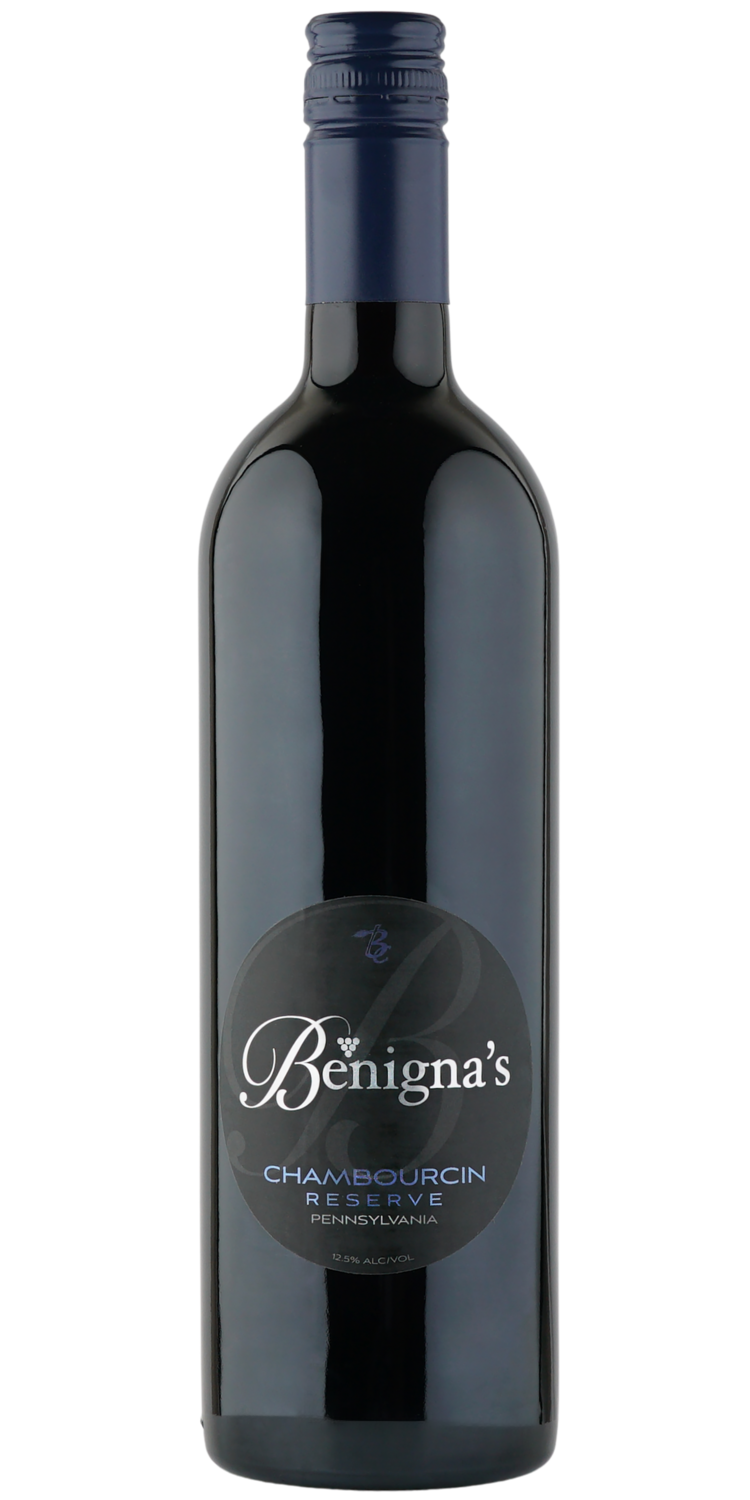 Benigna's
CHAMBOURCIN
RESERVE
PENNSYLVANIA
12.5% ALC/VOL